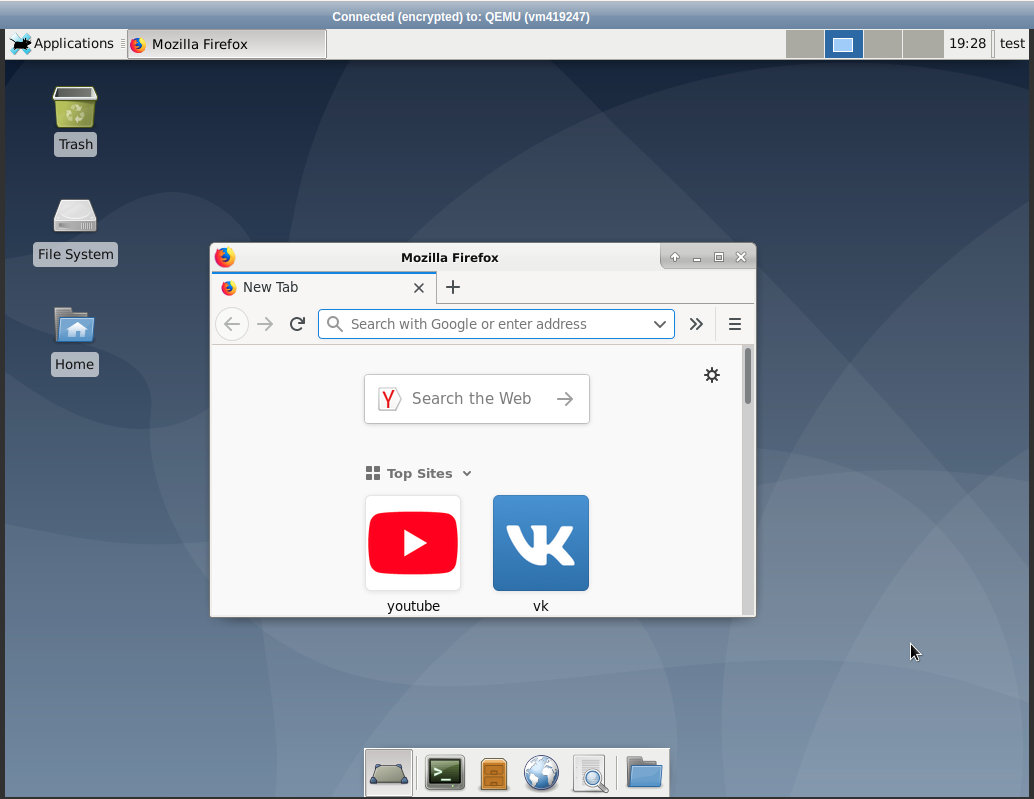 Connected (encrypted) to: QEMU (vm419247)
Applications
Mozilla Firefox
19:28
test
Trash
File System
Home
Mozilla Firefox
New Tab
Search with Google or enter address
Y Search the Web
Top Sites
VK
youtube
vk
>_